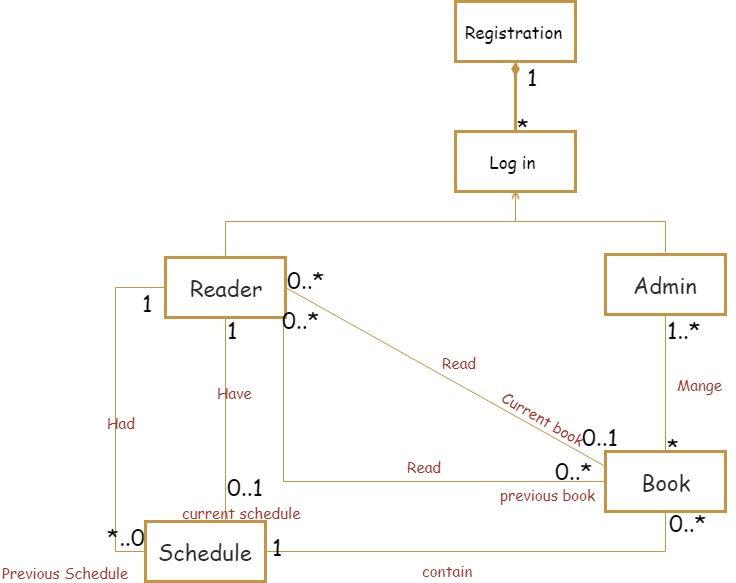 Registration
1
*
Log in
Reader
0..*
Admin
1
1
0..*
1..*
Read
Mange
Have
Current book
Had
0..1
*
Read
0..*
Book
0..1
previous book
current schedule
0..*
*..0
Schedule
1
Previous Schedule
contain